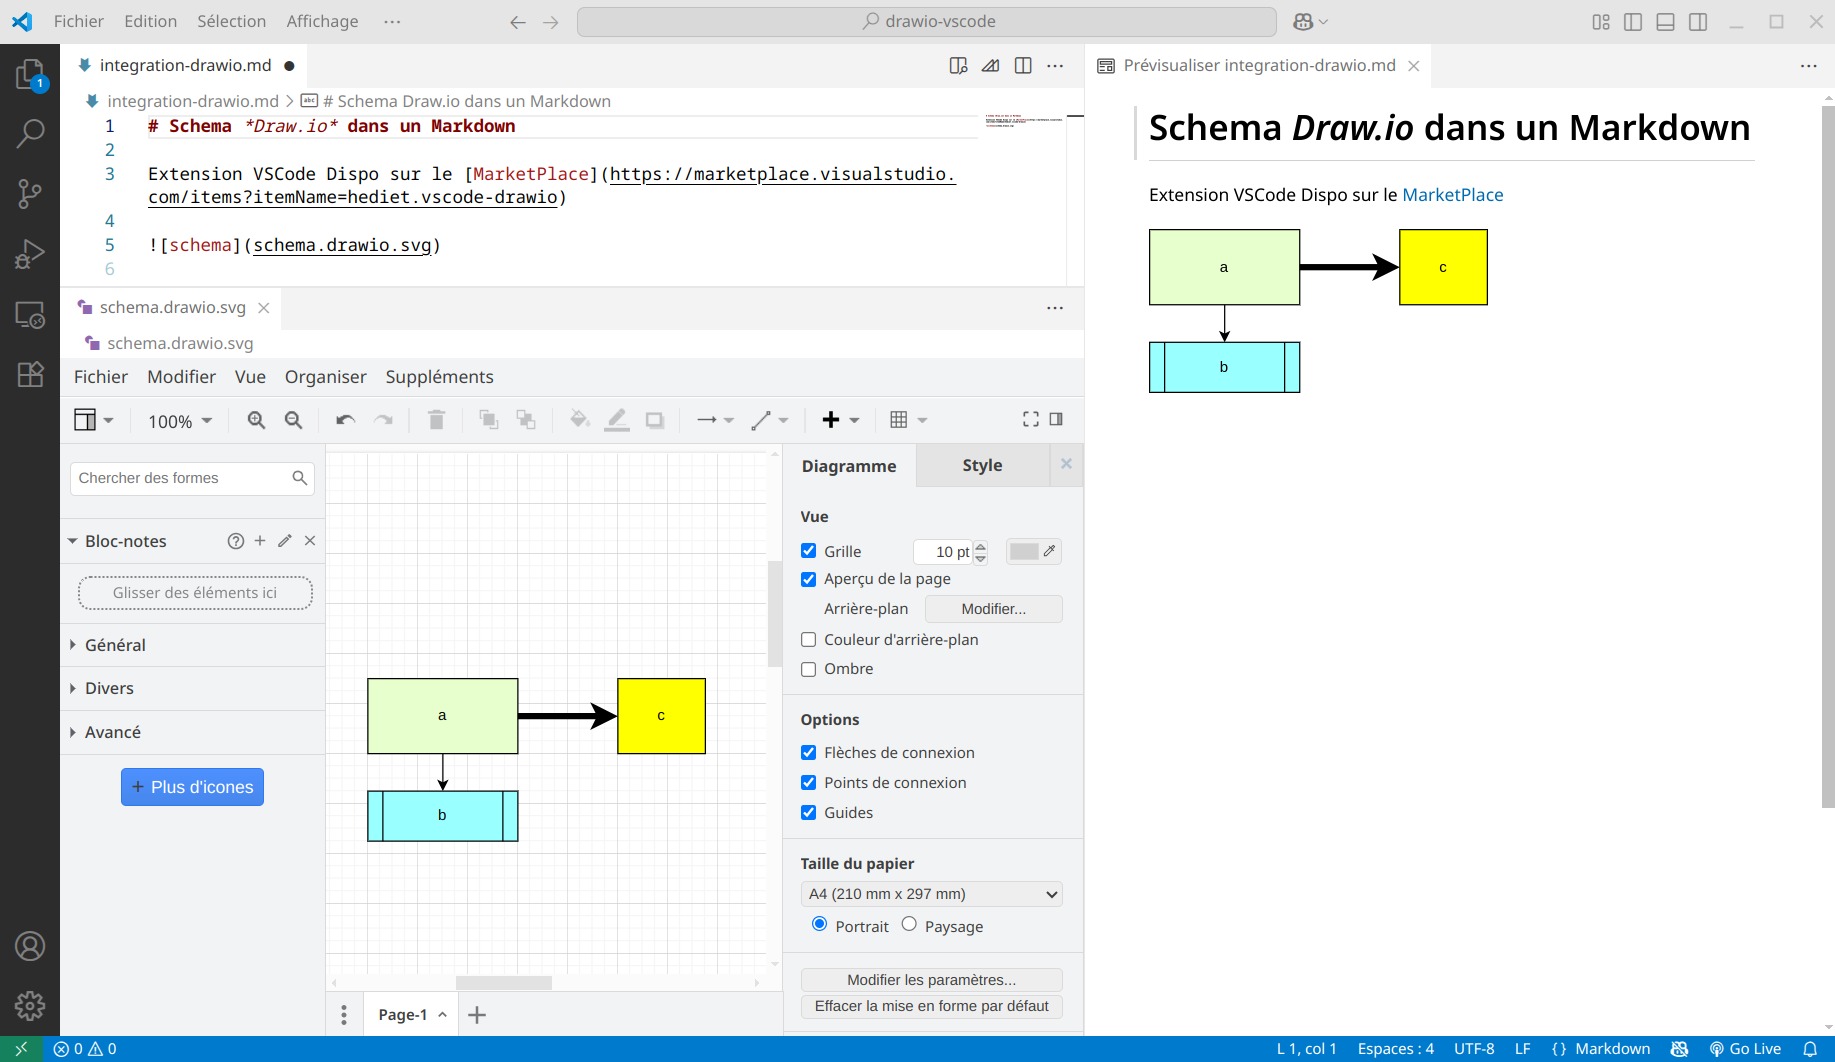 Fichier Edition Sélection Affichage ··· drawio-vscode
1
integration-drawio.md
integration-drawio.md > # Schema Draw.io dans un Markdown
1 # Schema *Draw.io* dans un Markdown
2
3 Extension VSCode Dispo sur le [MarketPlace](https://marketplace.visualstudio.
com/items?itemName=hediet.vscode-drawio)
4
5 ![schema](schema.drawio.svg)
6
schema.drawio.svg
schema.drawio.svg
Fichier Modifier Vue Organiser Suppléments
100%
Chercher des formes
Bloc-notes
Glisser des éléments ici
Général
Divers
Avancé
+ Plus d'icones
a
c
b
Page-1
Diagramme Style
Vue
Grille 10 pt
Aperçu de la page
Arrière-plan Modifier...
Couleur d'arrière-plan
Ombre
Options
Flèches de connexion
Points de connexion
Guides
Taille du papier
A4 (210 mm x 297 mm)
Portrait Paysage
Modifier les paramètres...
Effacer la mise en forme par défaut
Prévisualiser integration-drawio.md
Schema Draw.io dans un Markdown
Extension VSCode Dispo sur le MarketPlace
a
c
b
0 0 L 1, col 1 Espaces : 4 UTF-8 LF {} Markdown Go Live